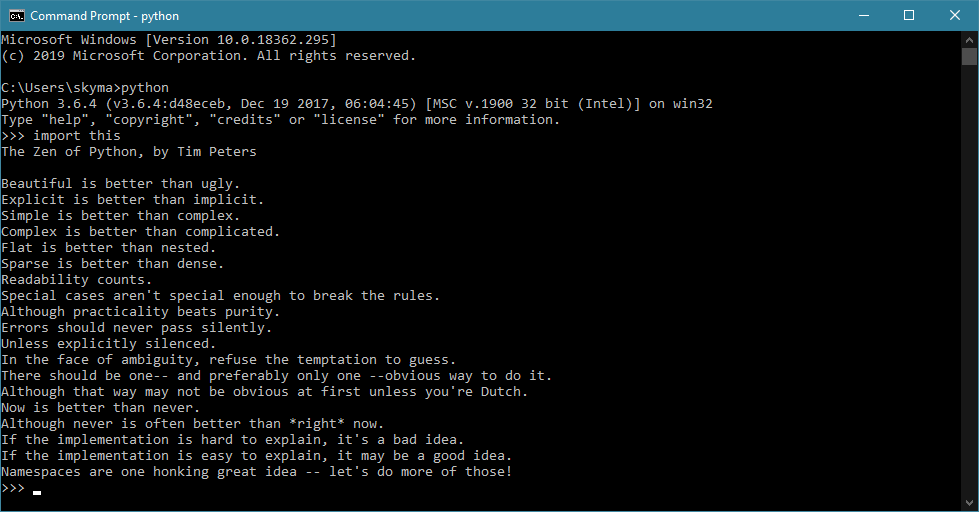 Command Prompt - python
Microsoft Windows [Version 10.0.18362.295]
(c) 2019 Microsoft Corporation. All rights reserved.
C:\Users\skyma>python
Python 3.6.4 (v3.6.4:d48eceb, Dec 19 2017, 06:04:45) [MSC v.1900 32 bit (Intel)] on win32
Type "help", "copyright", "credits" or "license" for more information.
>>> import this
The Zen of Python, by Tim Peters
Beautiful is better than ugly.
Explicit is better than implicit.
Simple is better than complex.
Complex is better than complicated.
Flat is better than nested.
Sparse is better than dense.
Readability counts.
Special cases aren't special enough to break the rules.
Although practicality beats purity.
Errors should never pass silently.
Unless explicitly silenced.
In the face of ambiguity, refuse the temptation to guess.
There should be one-- and preferably only one --obvious way to do it.
Although that way may not be obvious at first unless you're Dutch.
Now is better than never.
Although never is often better than *right* now.
If the implementation is hard to explain, it's a bad idea.
If the implementation is easy to explain, it may be a good idea.
Namespaces are one honking great idea -- let's do more of those!
>>>